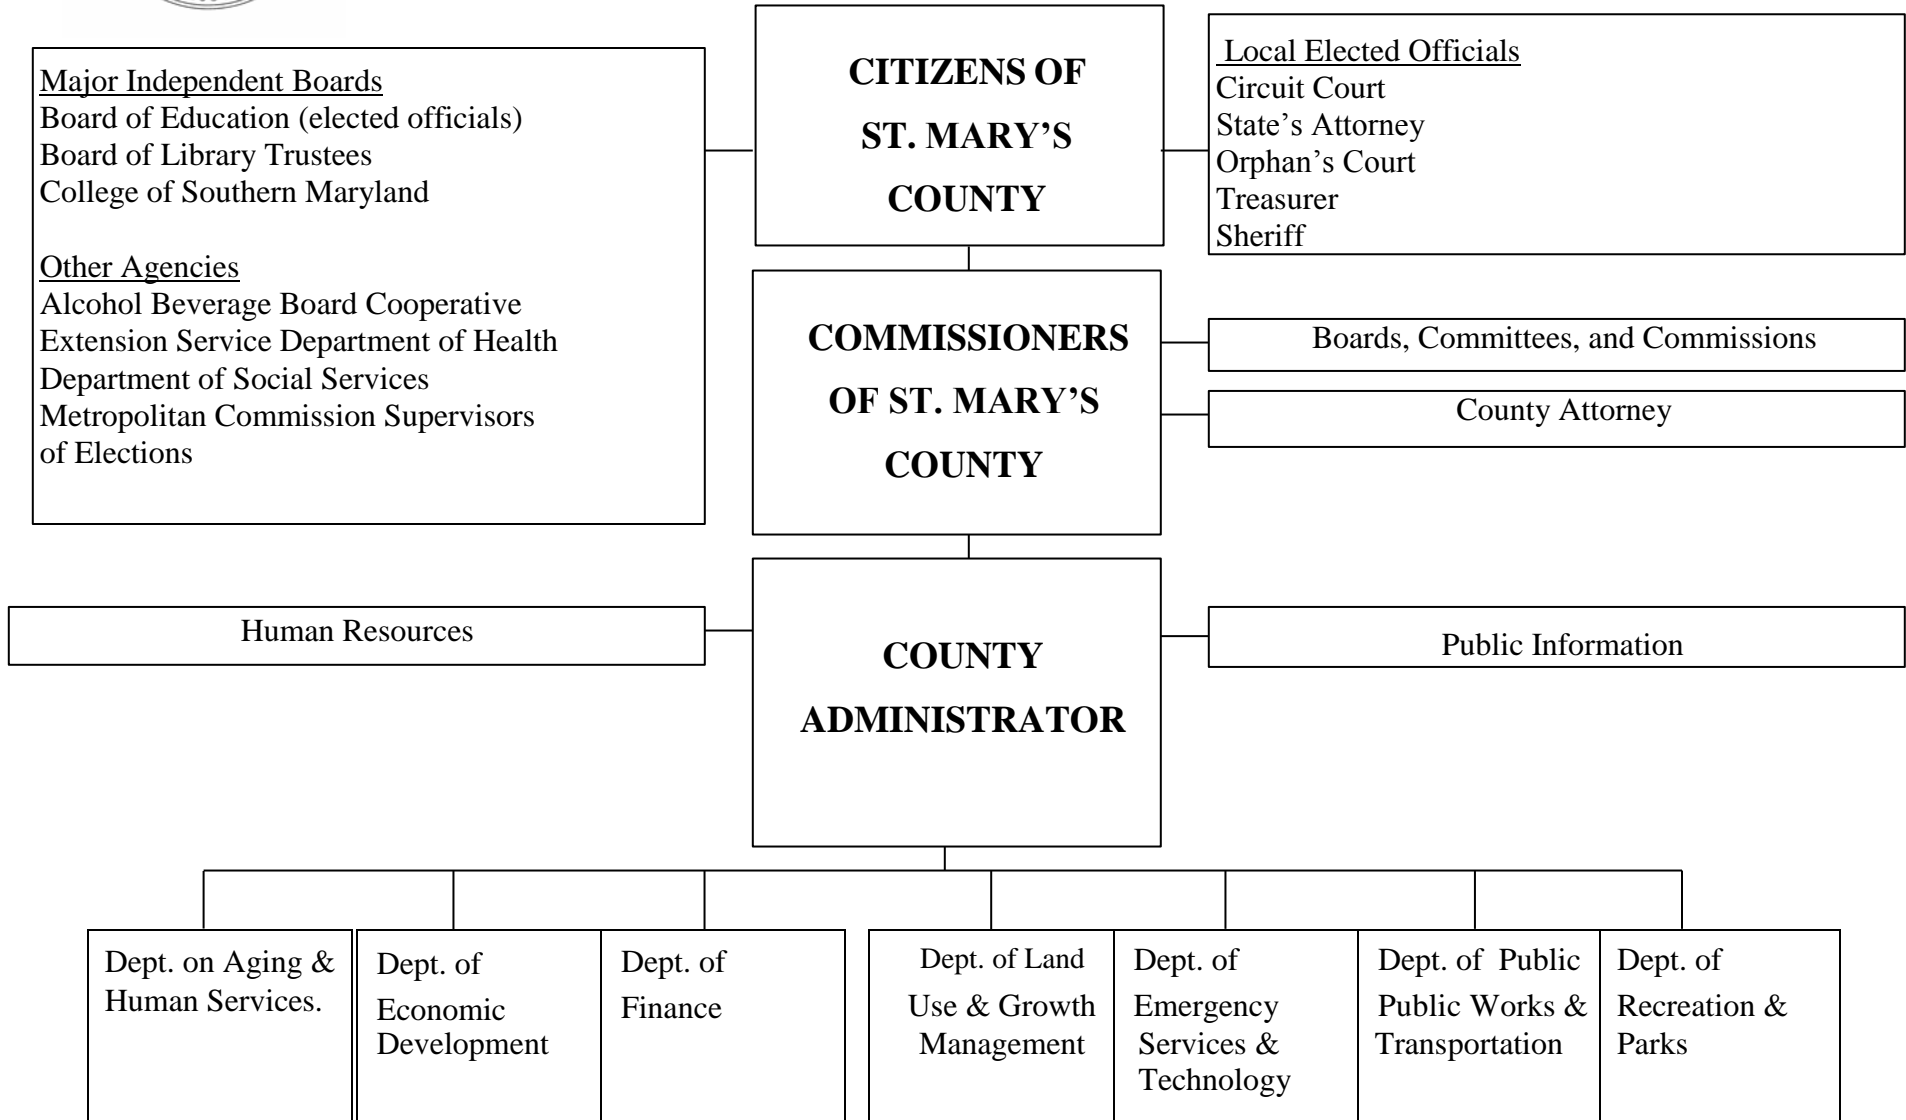 Major Independent Boards
Board of Education (elected officials)
Board of Library Trustees
College of Southern Maryland
Other Agencies
Alcohol Beverage Board Cooperative
Extension Service Department of Health
Department of Social Services
Metropolitan Commission Supervisors
of Elections
CITIZENS OF
ST. MARY’S
COUNTY
Local Elected Officials
Circuit Court
State’s Attorney
Orphan’s Court
Treasurer
Sheriff
COMMISSIONERS
OF ST. MARY’S
COUNTY
Boards, Committees, and Commissions
County Attorney
Human Resources
COUNTY
ADMINISTRATOR
Public Information
Dept. on Aging &
Human Services.
Dept. of
Economic
Development
Dept. of
Finance
Dept. of Land
Use & Growth
Management
Dept. of
Emergency
Services &
Technology
Dept. of Public
Public Works &
Transportation
Dept. of
Recreation &
Parks